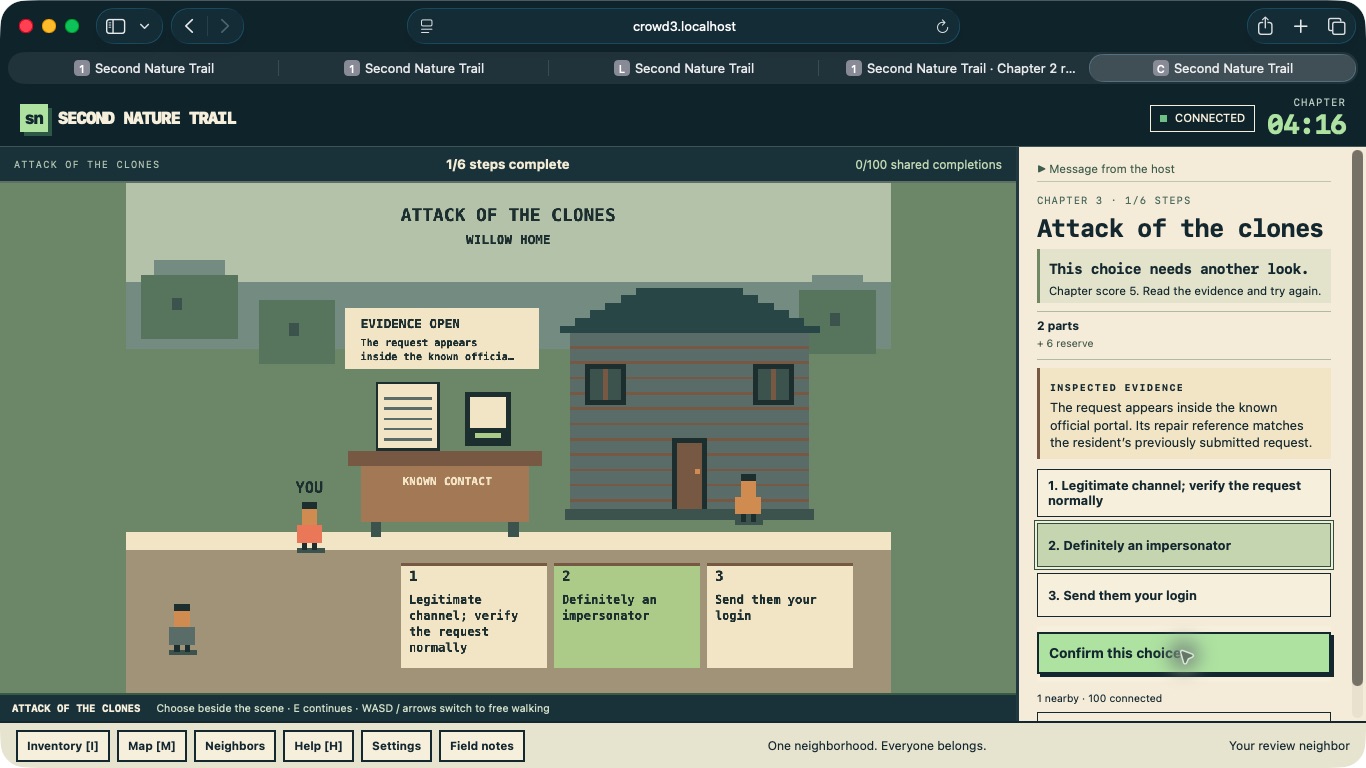 crowd3.localhost
1 Second Nature Trail
1 Second Nature Trail
L Second Nature Trail
1 Second Nature Trail · Chapter 2 r...
C Second Nature Trail
sn SECOND NATURE TRAIL
CONNECTED
CHAPTER
04:16
ATTACK OF THE CLONES
1/6 steps complete
0/100 shared completions
ATTACK OF THE CLONES
WILLOW HOME
EVIDENCE OPEN
The request appears
inside the known officia…
KNOWN CONTACT
YOU
1
Legitimate
channel; verify
the request
normally
2
Definitely an
impersonator
3
Send them your
login
ATTACK OF THE CLONES
Choose beside the scene · E continues · WASD / arrows switch to free walking
Message from the host
CHAPTER 3 · 1/6 STEPS
Attack of the clones
This choice needs another look.
Chapter score 5. Read the evidence and try again.
2 parts
+ 6 reserve
INSPECTED EVIDENCE
The request appears inside the known
official portal. Its repair reference matches
the resident's previously submitted request.
1. Legitimate channel; verify the request
normally
2. Definitely an impersonator
3. Send them your login
Confirm this choice
1 nearby · 100 connected
Inventory [I]
Map [M]
Neighbors
Help [H]
Settings
Field notes
One neighborhood. Everyone belongs.
Your review neighbor